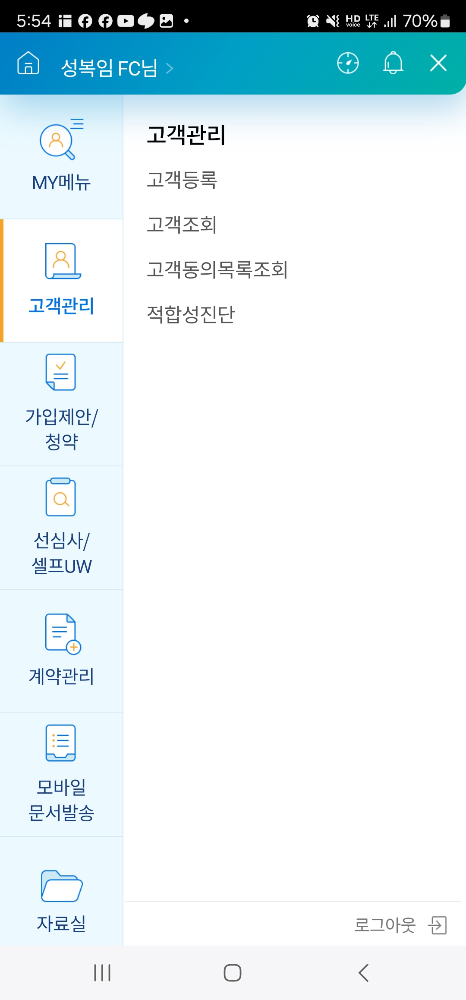 5:54
HD voice LTE 70%
성복임 FC님
MY메뉴
고객관리
가입제안/
청약
선심사/
셀프UW
계약관리
모바일
문서발송
자료실
고객관리
고객등록
고객조회
고객동의목록조회
적합성진단
로그아웃